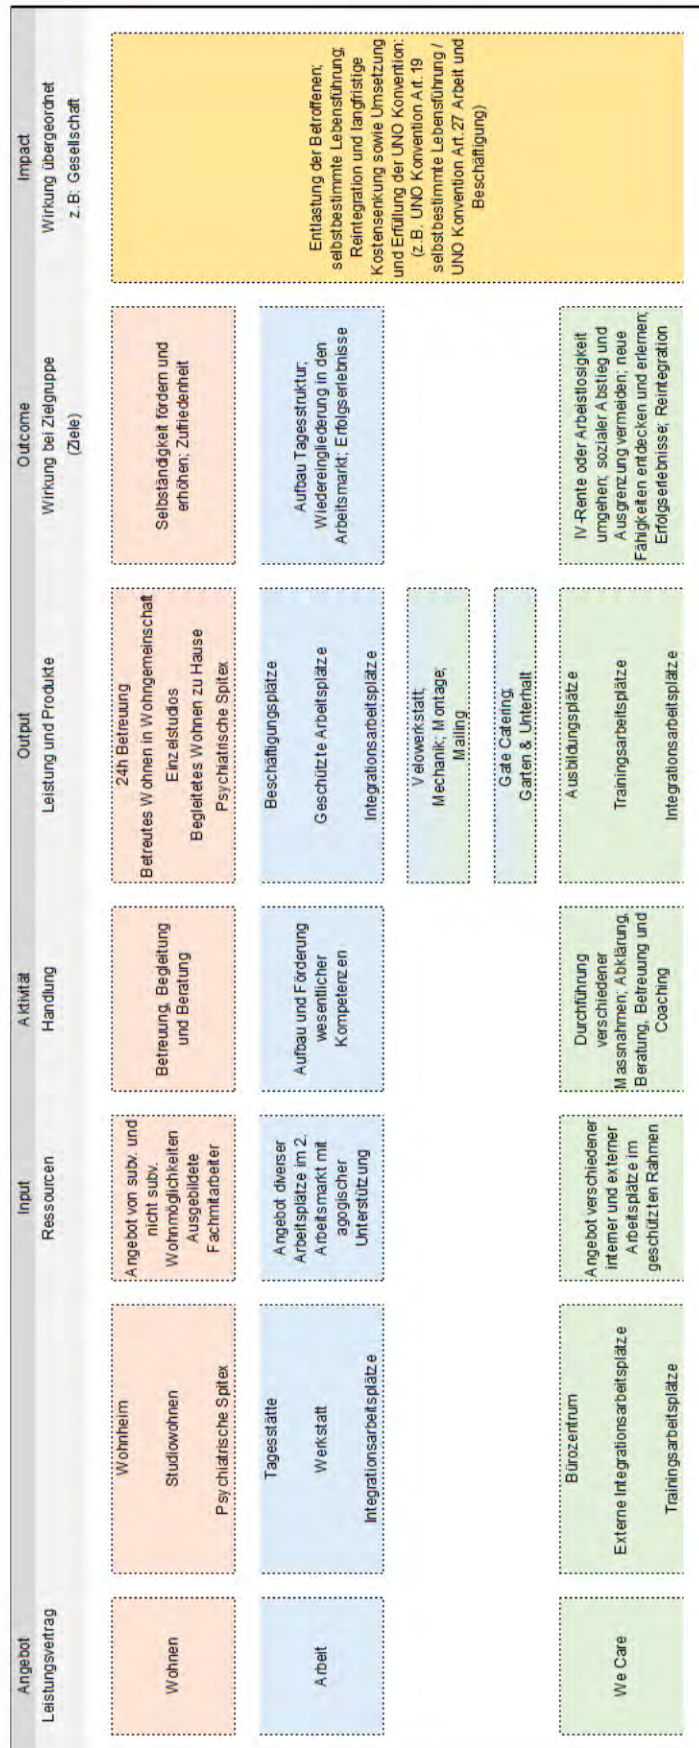 Angebot
Leistungsvertrag
Input
Ressourcen
Aktivität
Handlung
Output
Leistung und Produkte
Outcome
Wirkung bei Zielgruppe
(Ziele)
Impact
Wirkung übergeordnet
z.B: Gesellschaft
Wohnen
Wohnheim
Studiowohnen
Psychiatrische Spitex
Angebot von subv. und
nicht subv.
Wohnmöglichkeiten
Ausgebildete
Fachmitarbeiter
Betreuung, Begleitung
und Beratung
24h Betreuung
Betreutes Wohnen in Wohngemeinschaft
Einzelstudios
Begleitetes Wohnen zu Hause
Psychiatrische Spitex
Selbständigkeit fördern und
erhöhen; Zufriedenheit
Entlastung der Betroffenen;
selbstbestimmte Lebensführung;
Reintegration und langfristige
Kostensenkung sowie Umsetzung
und Erfüllung der UNO Konvention:
(z.B. UNO Konvention Art. 19
selbstbestimmte Lebensführung /
UNO Konvention Art. 27 Arbeit und
Beschäftigung)
Arbeit
Tagesstätte
Werkstatt
Integrationsarbeitsplätze
Angebot diverser
Arbeitsplätze im 2.
Arbeitsmarkt mit
agogischer
Unterstützung
Aufbau und Förderung
wesentlicher
Kompetenzen
Beschäftigungsplätze
Geschützte Arbeitsplätze
Integrationsarbeitsplätze
Aufbau Tagesstruktur;
Wiedereingliederung in den
Arbeitsmarkt; Erfolgserlebnisse
Velowerkstatt;
Mechanik; Montage;
Mailing
Gate Catering;
Garten & Unterhalt
We Care
Bürozentrum
Externe Integrationsarbeitsplätze
Trainingsarbeitsplätze
Angebot verschiedener
interner und externer
Arbeitsplätze im
geschützten Rahmen
Durchführung
verschiedener
Massnahmen; Abklärung,
Beratung, Betreuung und
Coaching
Ausbildungsplätze
Trainingsarbeitsplätze
Integrationsarbeitsplätze
IV-Rente oder Arbeitslosigkeit
umgehen; sozialer Abstieg und
Ausgrenzung vermeiden; neue
Fähigkeiten entdecken und erlernen;
Erfolgserlebnisse; Reintegration